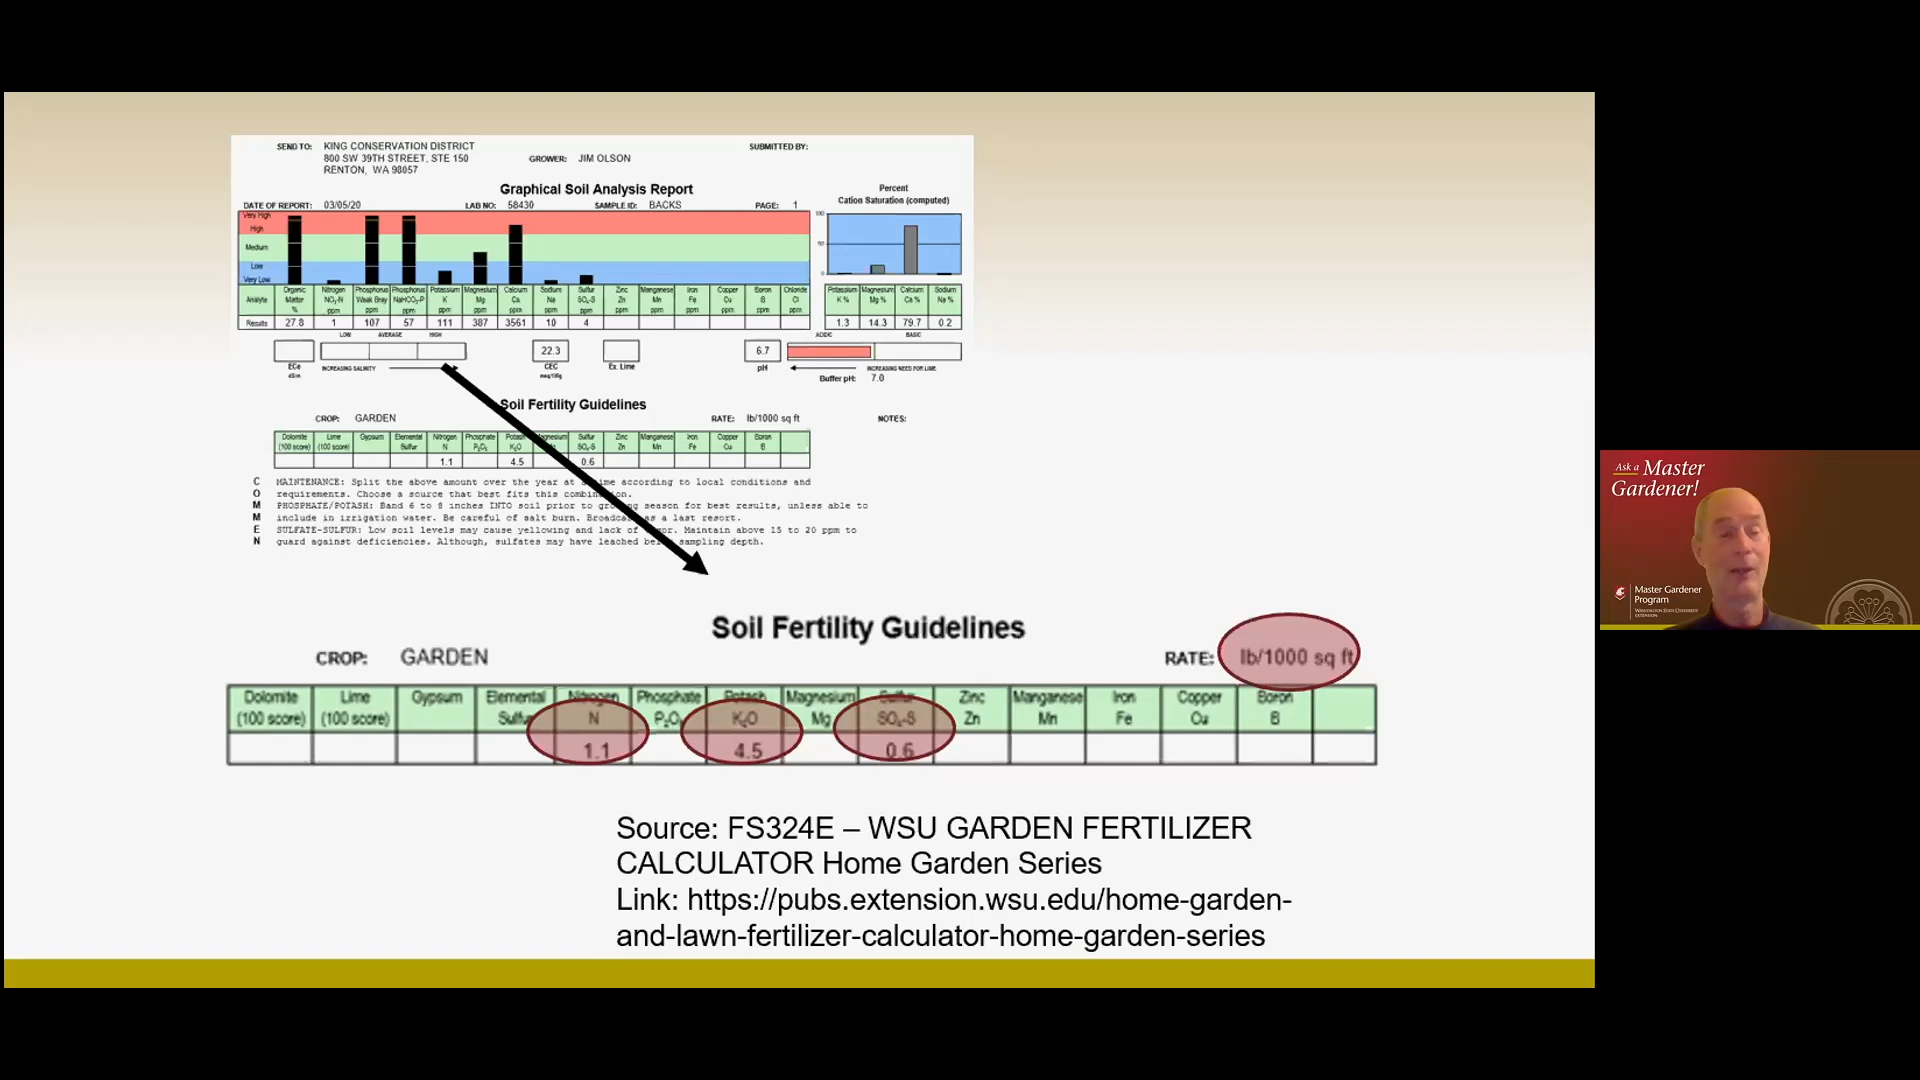 SEND TO: KING CONSERVATION DISTRICT
800 SW 39TH STREET, STE 150
RENTON, WA 98057
GROWER: JIM OLSON
SUBMITTED BY:
Graphical Soil Analysis Report
DATE OF REPORT: 03/05/20 LAB NO: 58430 SAMPLE ID: BACKS PAGE: 1
Percent
Cation Saturation (computed)
Very High
High
Medium
Low
Very Low
100
50
0
Analyte Organic Matter % Nitrogen NO3-N ppm Phosphorus Weak Bray ppm Phosphorus NaHCO3-P ppm Potassium K ppm Magnesium Mg ppm Calcium Ca ppm Sodium Na ppm Sulfur SO4-S ppm Zinc Zn ppm Manganese Mn ppm Iron Fe ppm Copper Cu ppm Boron B ppm Chloride Cl ppm
Results 27.8 1 107 57 111 387 3561 10 4
Potassium K % Magnesium Mg % Calcium Ca % Sodium Na %
1.3 14.3 79.7 0.2
LOW AVERAGE HIGH
ECe dS/m
INCREASING SALINITY
22.3
CEC meq/100g
Ex. Lime
6.7
pH
ACIDIC BASIC
INCREASING NEED FOR LIME
Buffer pH: 7.0
Soil Fertility Guidelines
CROP: GARDEN RATE: lb/1000 sq ft NOTES:
Dolomite (100 score) Lime (100 score) Gypsum Elemental Sulfur Nitrogen N Phosphate P2O5 Potash K2O Sulfur SO4-S Zinc Zn Manganese Mn Iron Fe Copper Cu Boron B
1.1 4.5 0.6
C
O
M
M
E
N
MAINTENANCE: Split the above amount over the year at a time according to local conditions and
requirements. Choose a source that best fits this combination.
PHOSPHATE/POTASH: Band 6 to 8 inches INTO soil prior to growing season for best results, unless able to
include in irrigation water. Be careful of salt burn. Broadcast as a last resort.
SULFATE-SULFUR: Low soil levels may cause yellowing and lack of vigor. Maintain above 15 to 20 ppm to
guard against deficiencies. Although, sulfates may have leached below sampling depth.
Soil Fertility Guidelines
CROP: GARDEN RATE: lb/1000 sq ft
Dolomite (100 score) Lime (100 score) Gypsum Elemental Sulfur Nitrogen N Phosphate P2O5 Potash K2O Magnesium Mg Sulfur SO4-S Zinc Zn Manganese Mn Iron Fe Copper Cu Boron B
1.1 4.5 0.6
Source: FS324E – WSU GARDEN FERTILIZER
CALCULATOR Home Garden Series
Link: https://pubs.extension.wsu.edu/home-garden-
and-lawn-fertilizer-calculator-home-garden-series
Ask a Master
Gardener!
Master Gardener
Program
WASHINGTON STATE UNIVERSITY
EXTENSION